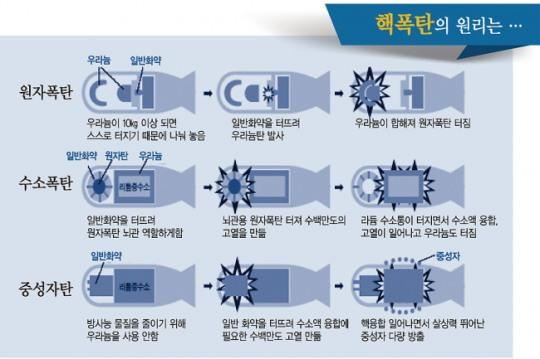 핵폭탄의 원리는 ···
원자폭탄
우라늄
일반화약
우라늄이 10kg 이상 되면
스스로 터지기 때문에 나눠 놓음
일반화약을 터뜨려
우라늄탄 발사
우라늄이 합해져 원자폭탄 터짐
수소폭탄
일반화약 원자탄 우라늄
리튬중수소
일반화약을 터뜨려
원자폭탄 뇌관 역할하게함
뇌관용 원자폭탄 터져 수백만도의
고열을 만듦
라듐 수소통이 터지면서 수소액 융합,
고열이 일어나고 우라늄도 터짐
중성자탄
일반화약
리튬중수소
방사능 물질을 줄이기 위해
우라늄을 사용 안함
일반 화약을 터뜨려 수소액 융합에
필요한 수백만도 고열 만듦
중성자
핵융합 일어나면서 살상력 뛰어난
중성자 다량 방출